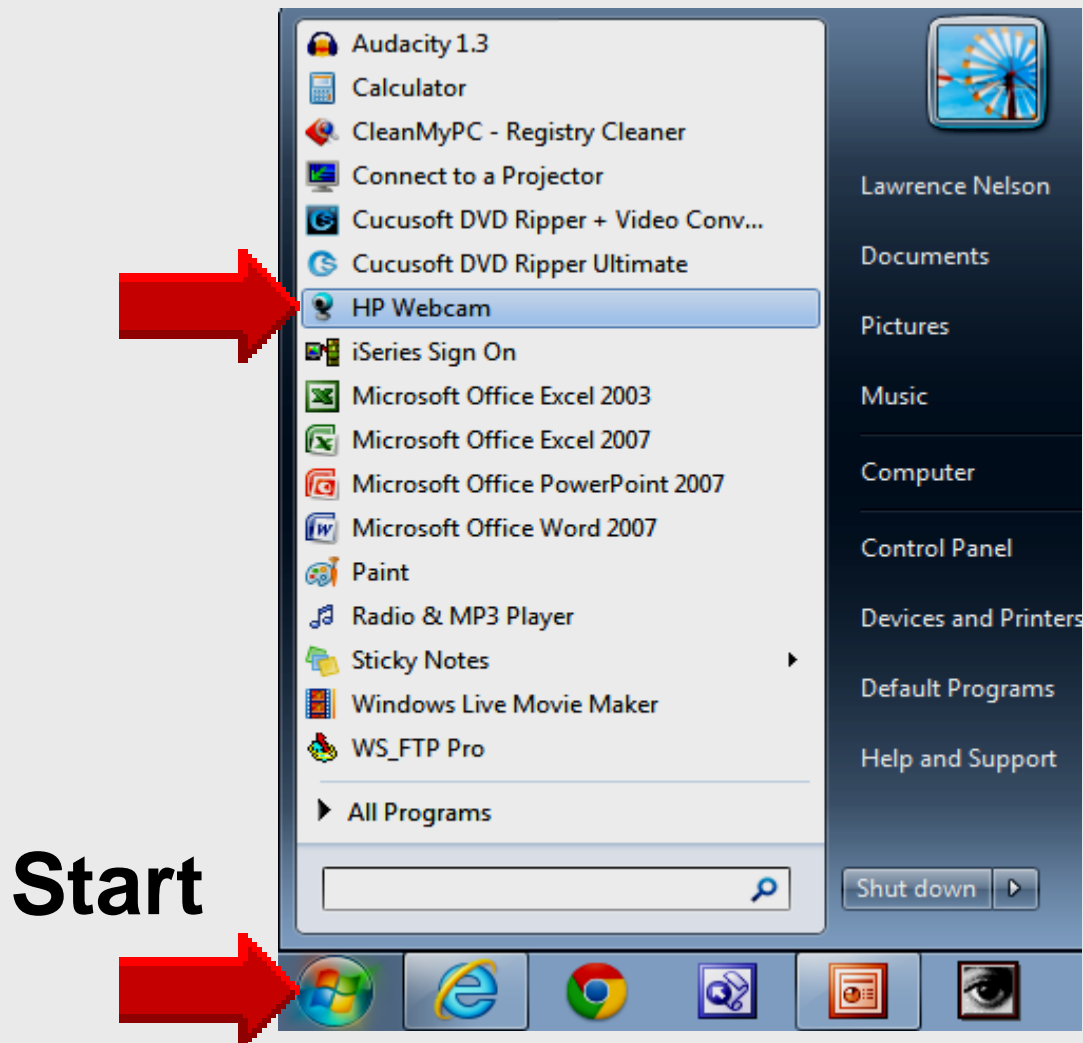 Audacity 1.3
Calculator
CleanMyPC - Registry Cleaner
Connect to a Projector
Cucusoft DVD Ripper + Video Conv...
Cucusoft DVD Ripper Ultimate
HP Webcam
iSeries Sign On
Microsoft Office Excel 2003
Microsoft Office Excel 2007
Microsoft Office PowerPoint 2007
Microsoft Office Word 2007
Paint
Radio & MP3 Player
Sticky Notes
Windows Live Movie Maker
WS_FTP Pro
All Programs
Lawrence Nelson
Documents
Pictures
Music
Computer
Control Panel
Devices and Printers
Default Programs
Help and Support
Shut down
Start